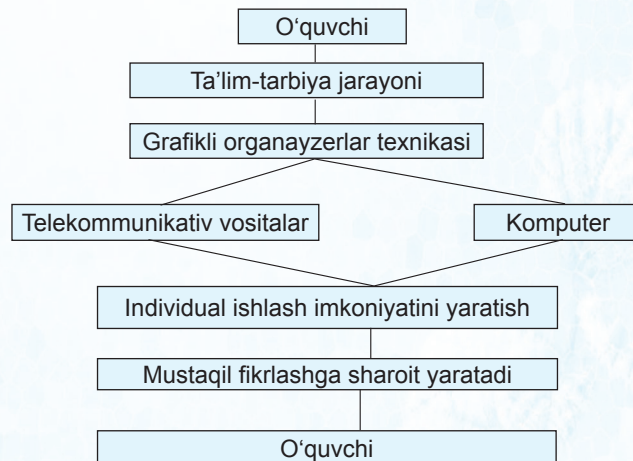 O‘quvchi
Ta’lim-tarbiya jarayoni
Grafikli organayzerlar texnikasi
Telekommunikativ vositalar
Komputer
Individual ishlash imkoniyatini yaratish
Mustaqil fikrlashga sharoit yaratadi
O‘quvchi